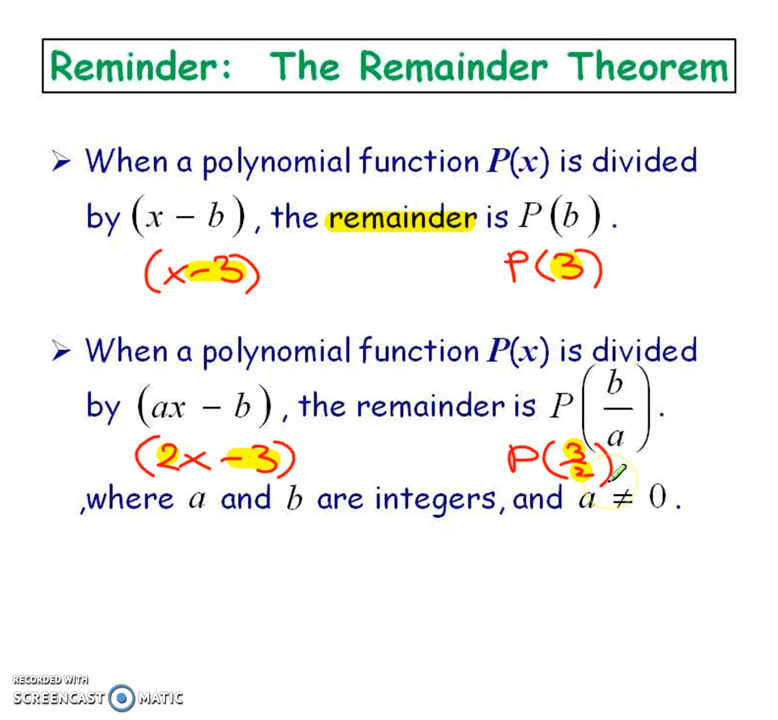 Reminder: The Remainder Theorem
➢ When a polynomial function P(x) is divided
by (x − b), the remainder is P(b).
(x-3) P(3)
➢ When a polynomial function P(x) is divided
by (ax − b), the remainder is P(b/a).
(2x-3) P(3/2)
,where a and b are integers, and a ≠ 0.
RECORDED WITH
SCREENCAST MATIC